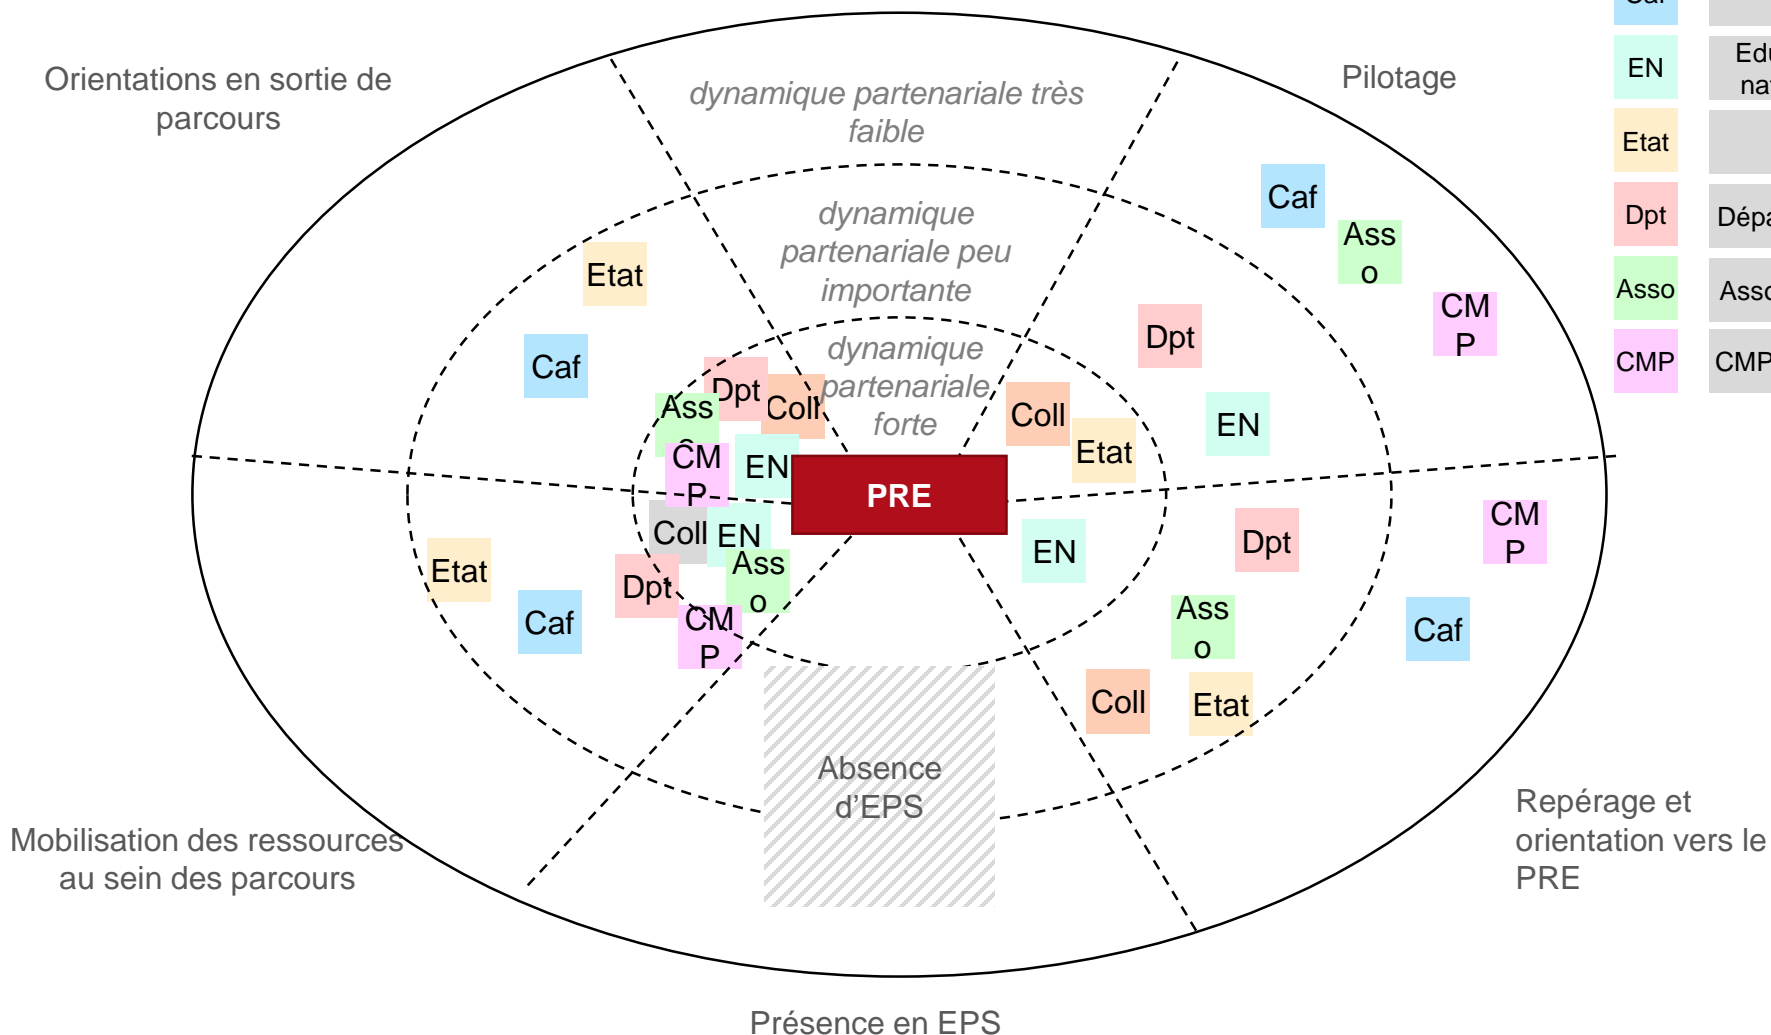 Orientations en sortie de
parcours
dynamique partenariale très
faible
Pilotage
dynamique
partenariale peu
importante
dynamique
partenariale
forte
Caf
Ass
o
CM
P
Dpt
EN
Coll
Etat
Etat
Caf
Dpt
Coll
Ass
CM
P
EN
PRE
Coll
EN
Ass
o
Dpt
CM
P
Etat
Caf
EN
Dpt
CM
P
Caf
Ass
o
Coll
Etat
Absence
d’EPS
Mobilisation des ressources
au sein des parcours
Présence en EPS
Repérage et
orientation vers le
PRE
EN
Etat
Dpt
Asso
CMP
CMP